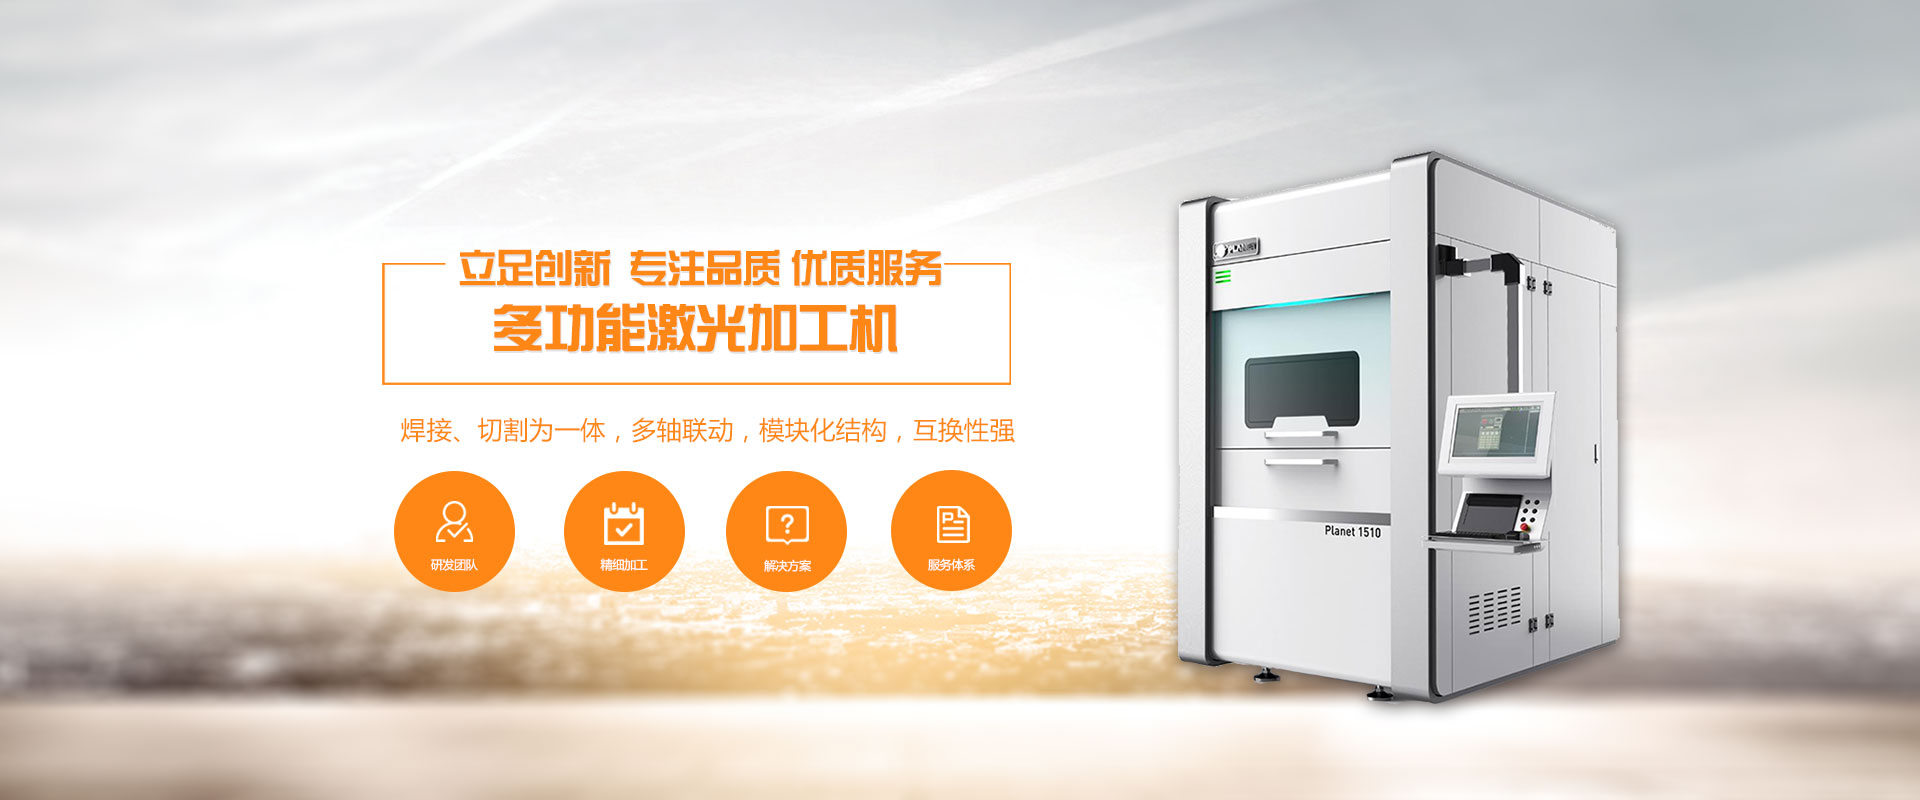 立足创新 专注品质 优质服务
多功能激光加工机
焊接、切割为一体，多轴联动，模块化结构，互换性强
研发团队
精细加工
解决方案
服务体系
Planet 1510